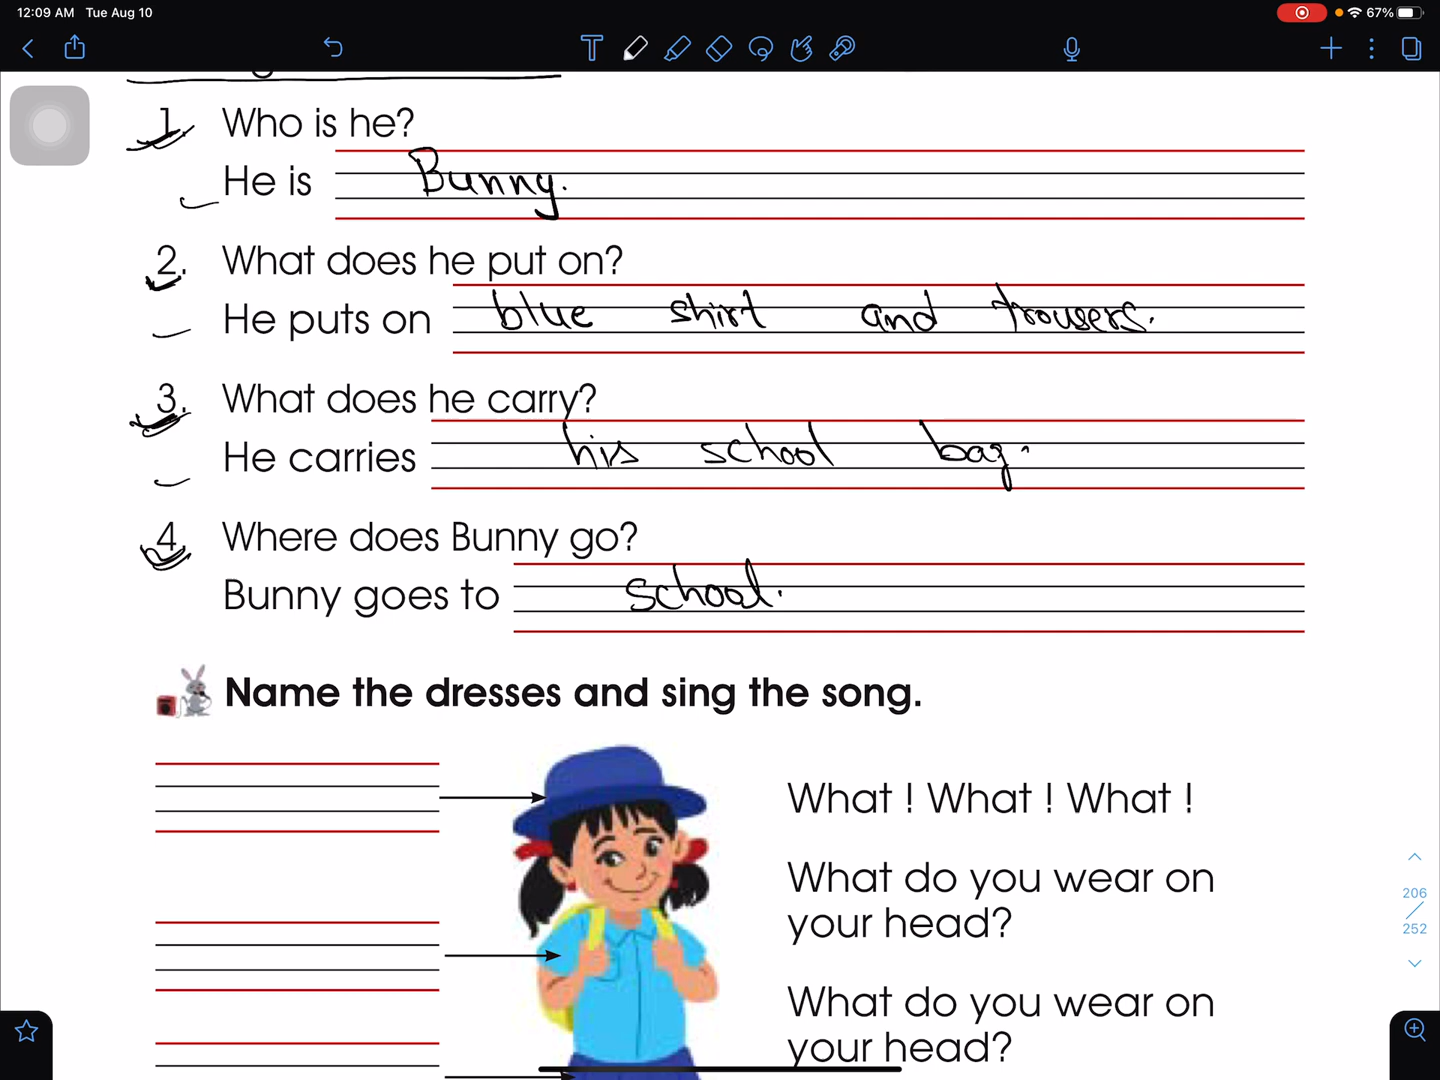 12:09 AM Tue Aug 10
67%
1. Who is he?
He is Bunny.
2. What does he put on?
He puts on blue shirt and trousers.
3. What does he carry?
He carries his school bag.
4. Where does Bunny go?
Bunny goes to school.
Name the dresses and sing the song.
What ! What ! What !
What do you wear on
your head?
What do you wear on
your head?
206
252